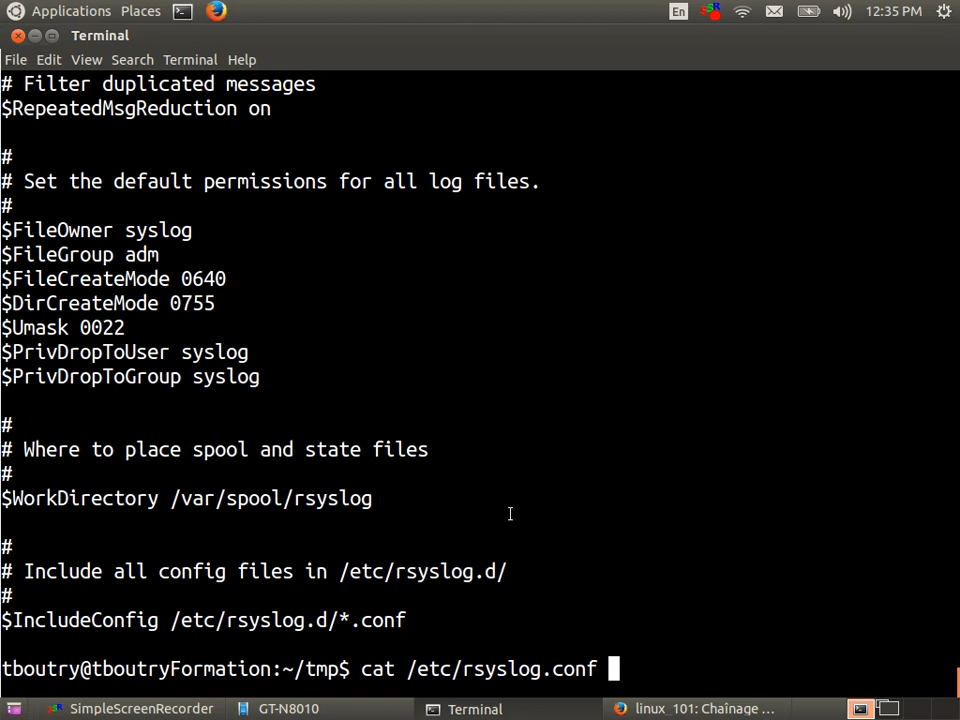 Applications Places En 12:35 PM
Terminal
File Edit View Search Terminal Help
# Filter duplicated messages
$RepeatedMsgReduction on
#
# Set the default permissions for all log files.
#
$FileOwner syslog
$FileGroup adm
$FileCreateMode 0640
$DirCreateMode 0755
$Umask 0022
$PrivDropToUser syslog
$PrivDropToGroup syslog
#
# Where to place spool and state files
#
$WorkDirectory /var/spool/rsyslog
#
# Include all config files in /etc/rsyslog.d/
#
$IncludeConfig /etc/rsyslog.d/*.conf
tboutry@tboutryFormation:~/tmp$ cat /etc/rsyslog.conf
SimpleScreenRecorder GT-N8010 Terminal linux_101: Chaînage ...